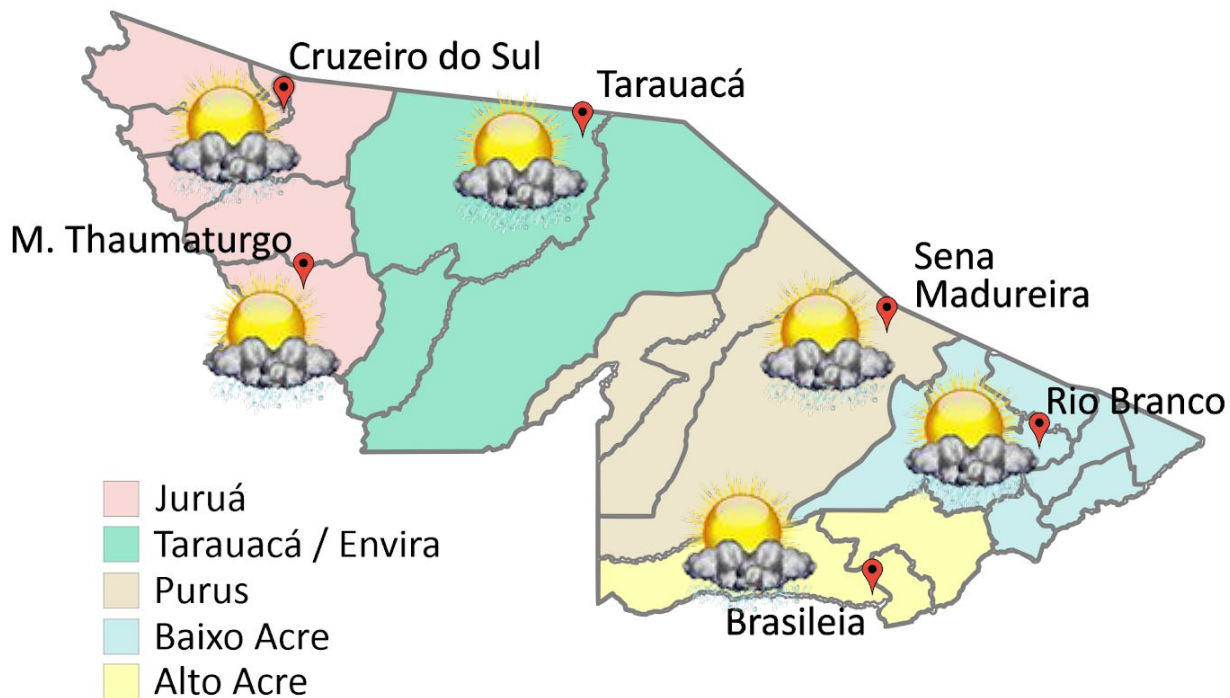 Cruzeiro do Sul
Tarauacá
M. Thaumaturgo
Sena
Madureira
Rio Branco
Brasileia
Juruá
Tarauacá / Envira
Purus
Baixo Acre
Alto Acre